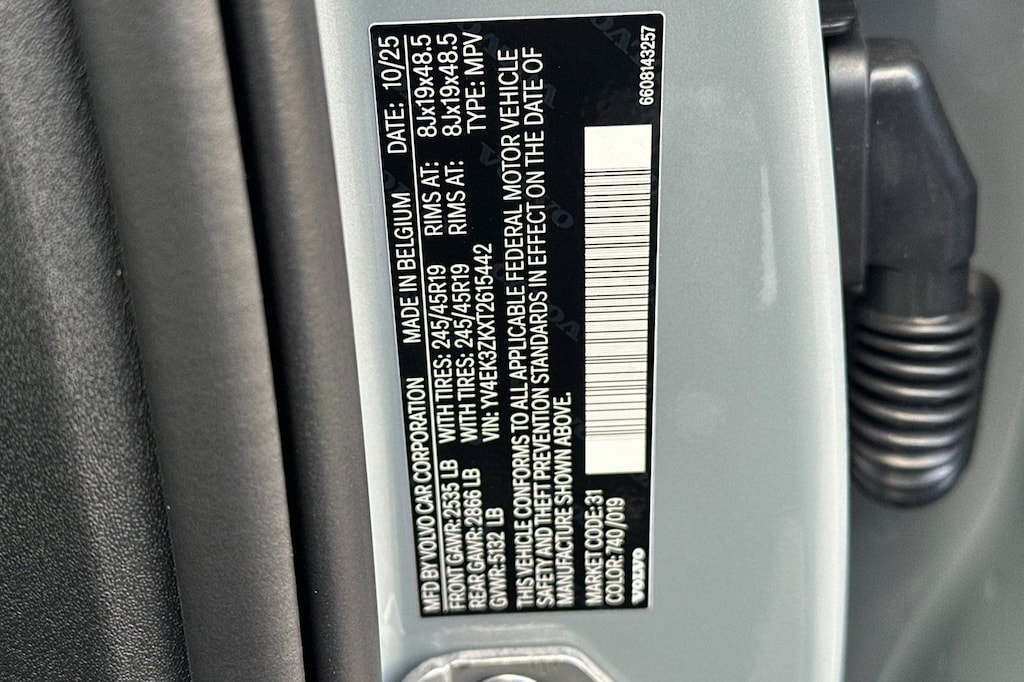 MFD BY VOLVO CAR CORPORATION MADE IN BELGIUM DATE: 10/25
FRONT GAWR: 2535 LB WITH TIRES: 245/45R19 RIMS AT: 8Jx19x48.5
REAR GAWR: 2866 LB WITH TIRES: 245/45R19 RIMS AT: 8Jx19x48.5
GVWR: 5132 LB VIN: YV4EK3ZKXT2615442 TYPE: MPV
THIS VEHICLE CONFORMS TO ALL APPLICABLE FEDERAL MOTOR VEHICLE
SAFETY AND THEFT PREVENTION STANDARDS IN EFFECT ON THE DATE OF
MANUFACTURE SHOWN ABOVE.
MARKET CODE: 31
COLOR: 740/019
VOLVO
6608143257